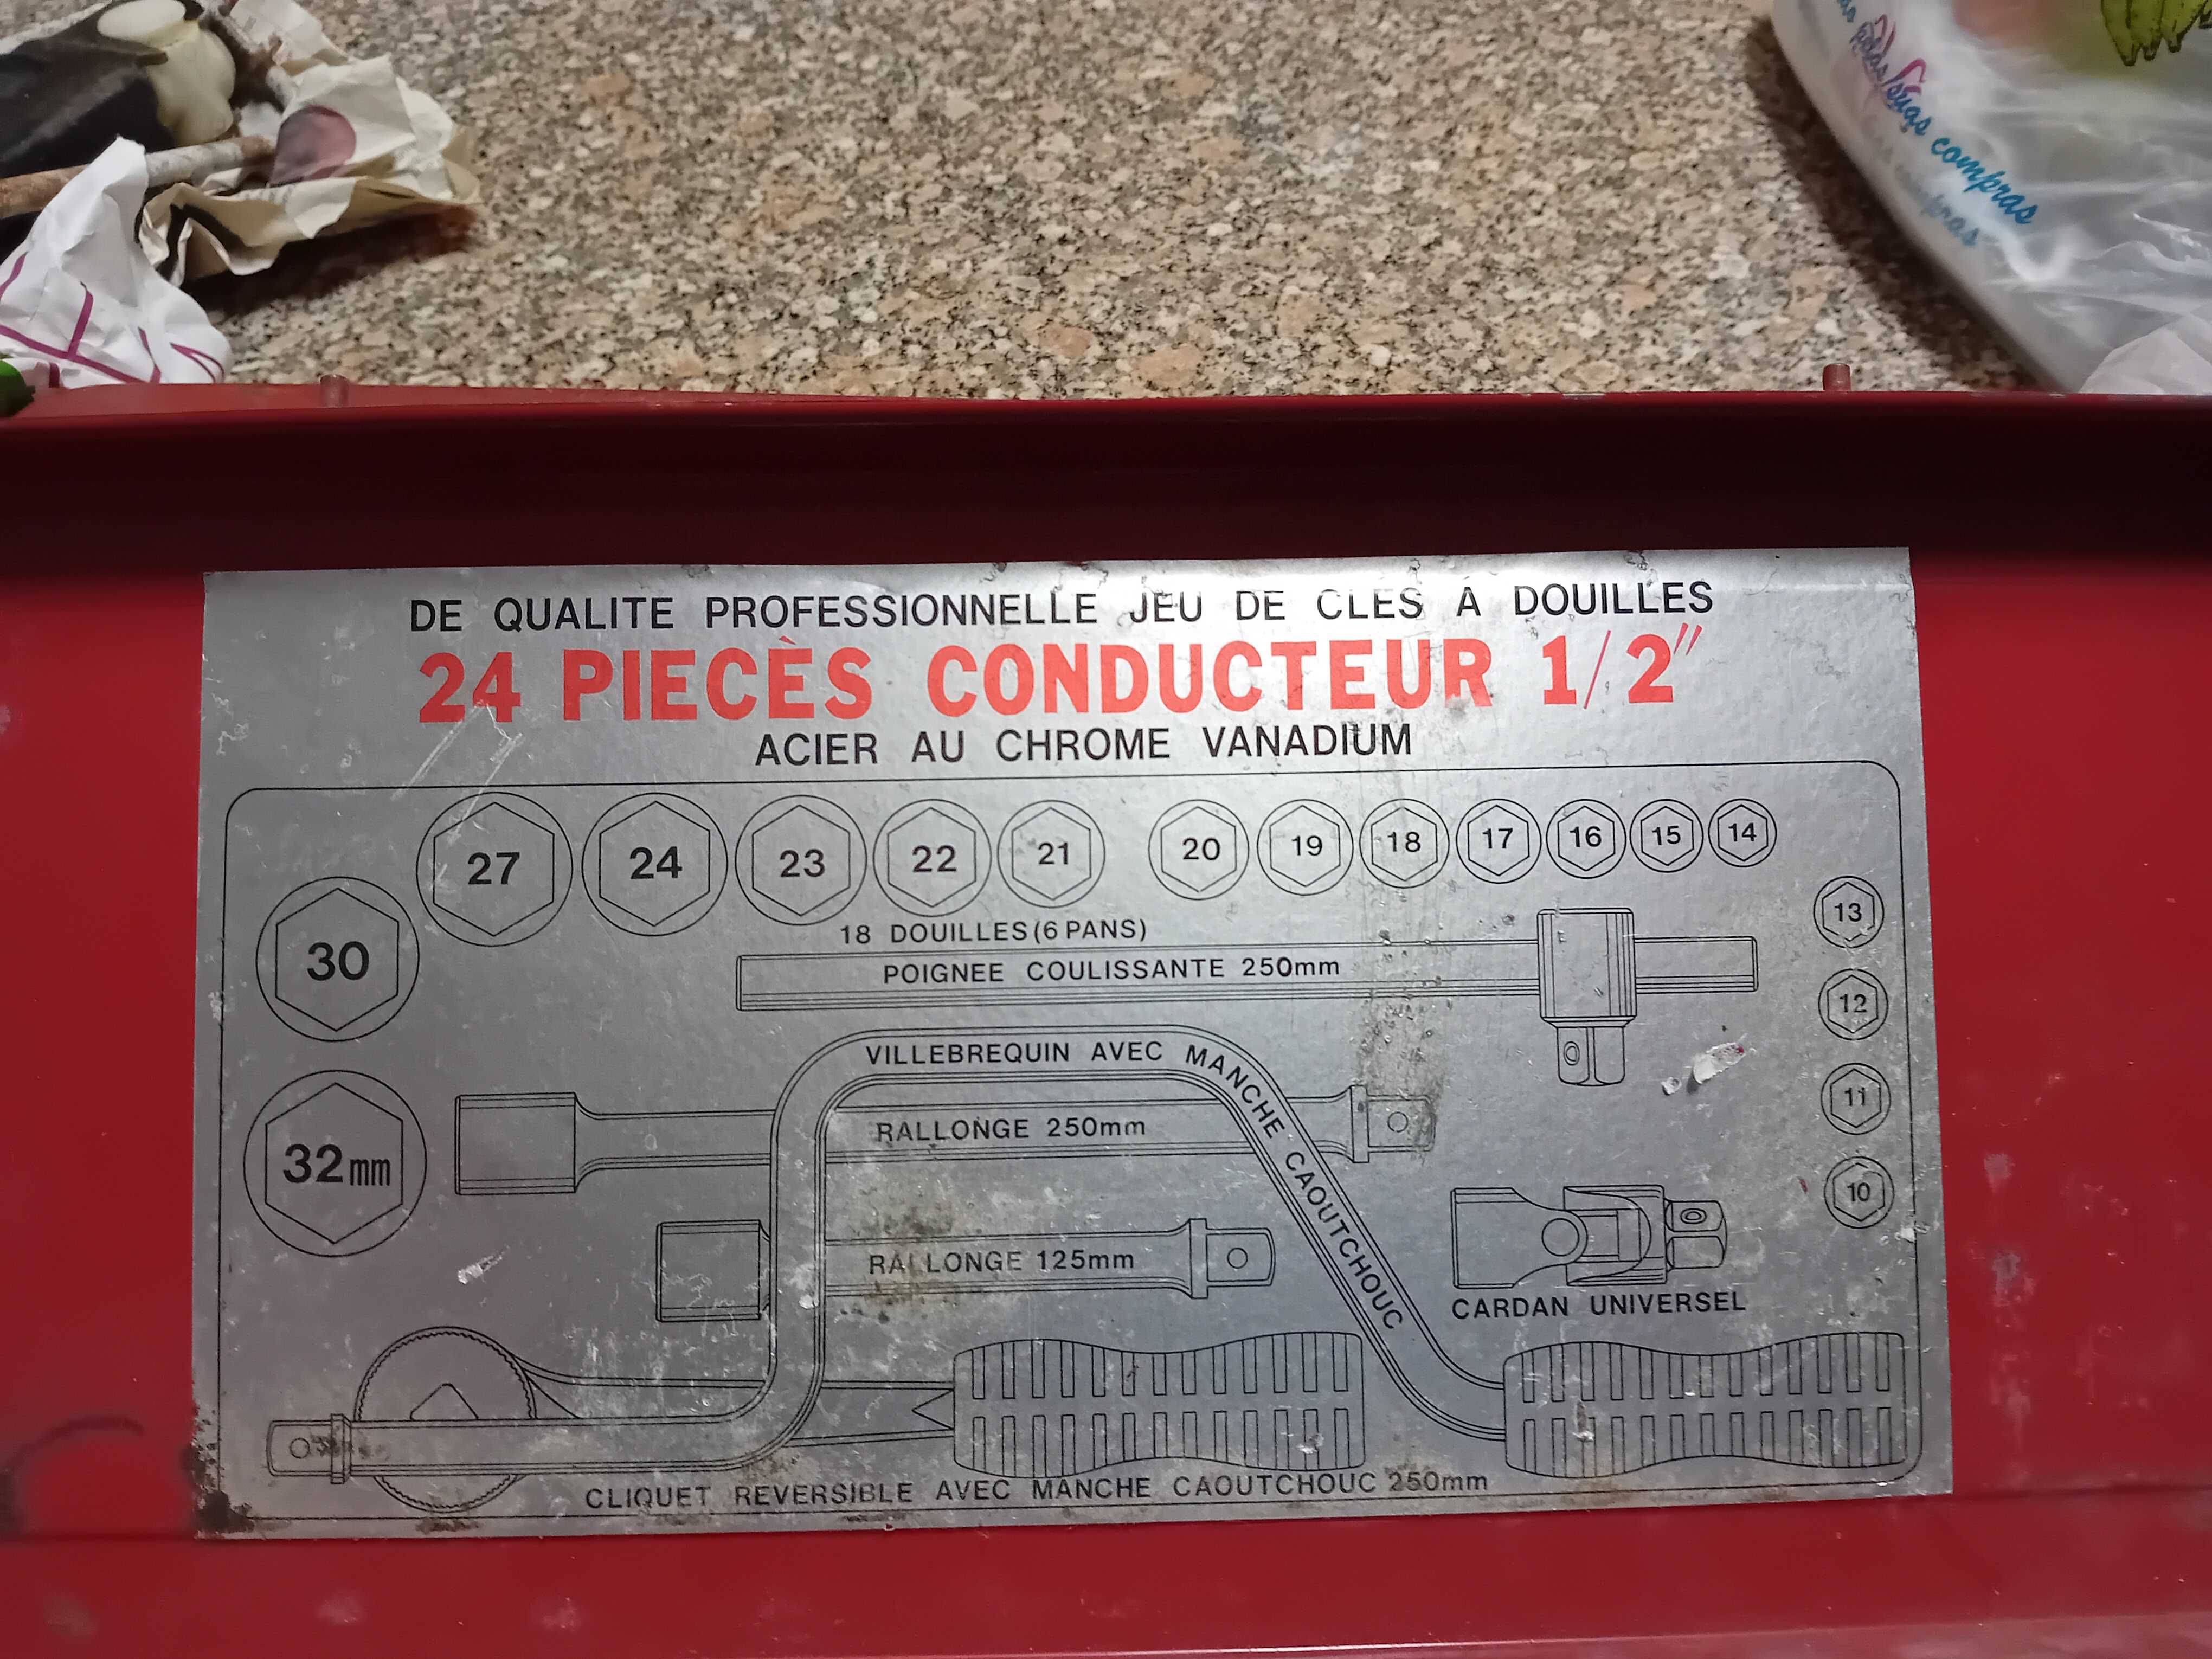 suas compras
DE QUALITE PROFESSIONNELLE JEU DE CLES A DOUILLES
24 PIECÈS CONDUCTEUR 1/2"
ACIER AU CHROME VANADIUM
27 24 23 22 21 20 19 18 17 16 15 14
30
13
18 DOUILLES (6 PANS)
POIGNEE COULISSANTE 250mm
12
VILLEBREQUIN AVEC MANCHE CAOUTCHOUC
11
RALLONGE 250mm
32mm
10
RALLONGE 125mm
CARDAN UNIVERSEL
CLIQUET REVERSIBLE AVEC MANCHE CAOUTCHOUC 250mm